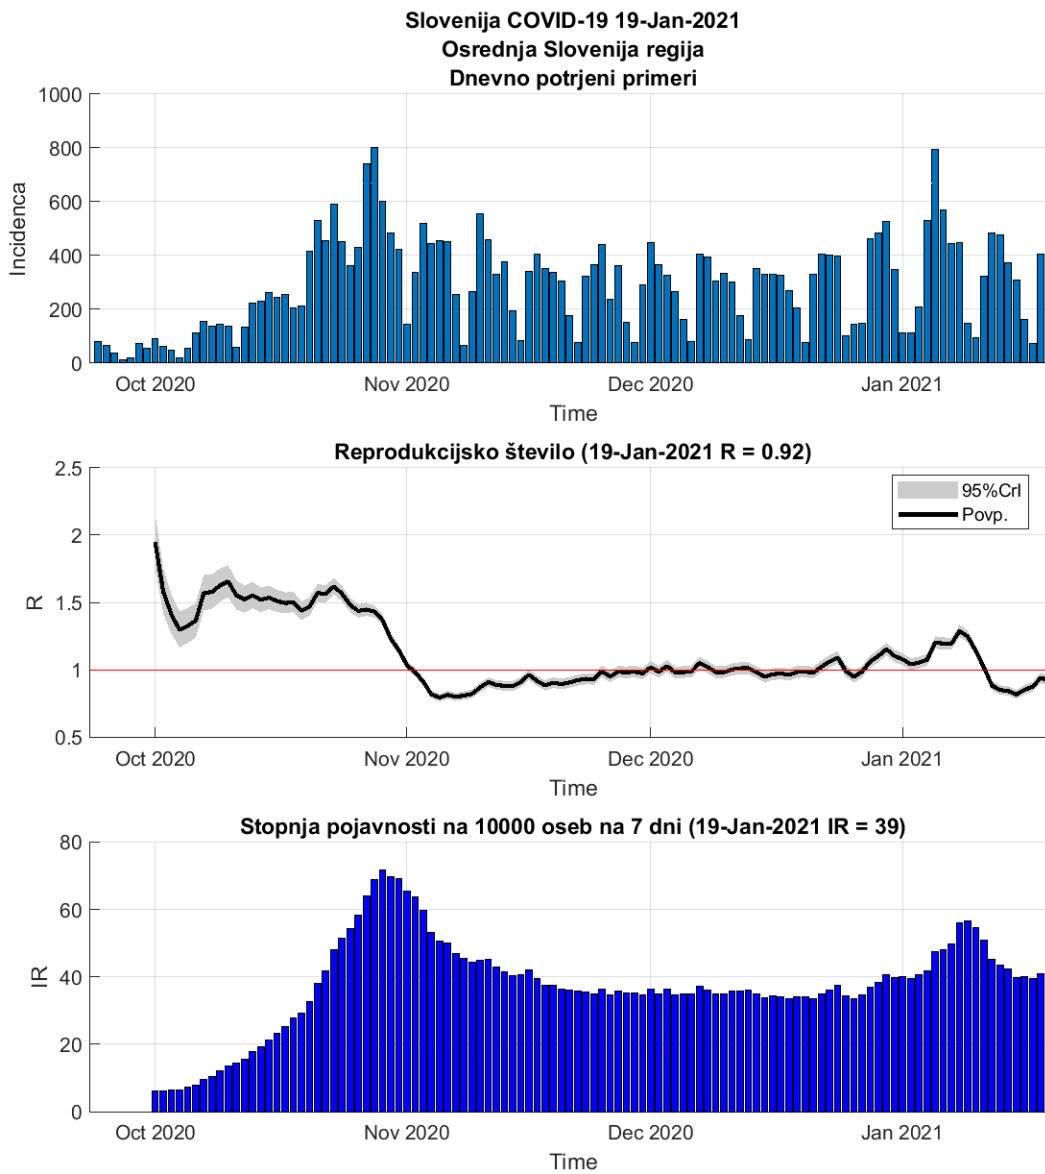 Slovenija COVID-19 19-Jan-2021
Osrednja Slovenija regija
Dnevno potrjeni primeri
1000
800
600
400
200
0
Incidenca
Oct 2020 Nov 2020 Dec 2020 Jan 2021
Time
Reprodukcijsko število (19-Jan-2021 R = 0.92)
2.5
2
1.5
1
0.5
R
95%CrI
Povp.
Oct 2020 Nov 2020 Dec 2020 Jan 2021
Time
Stopnja pojavnosti na 10000 oseb na 7 dni (19-Jan-2021 IR = 39)
80
60
40
20
0
IR
Oct 2020 Nov 2020 Dec 2020 Jan 2021
Time